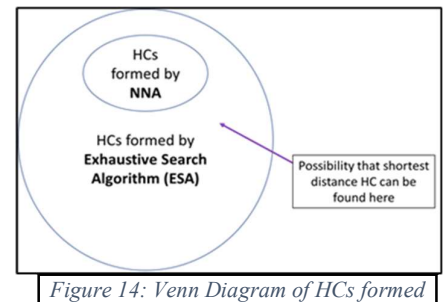 HCs
formed by
NNA
HCs formed by
Exhaustive Search
Algorithm (ESA)
Possibility that shortest
distance HC can be
found here
Figure 14: Venn Diagram of HCs formed